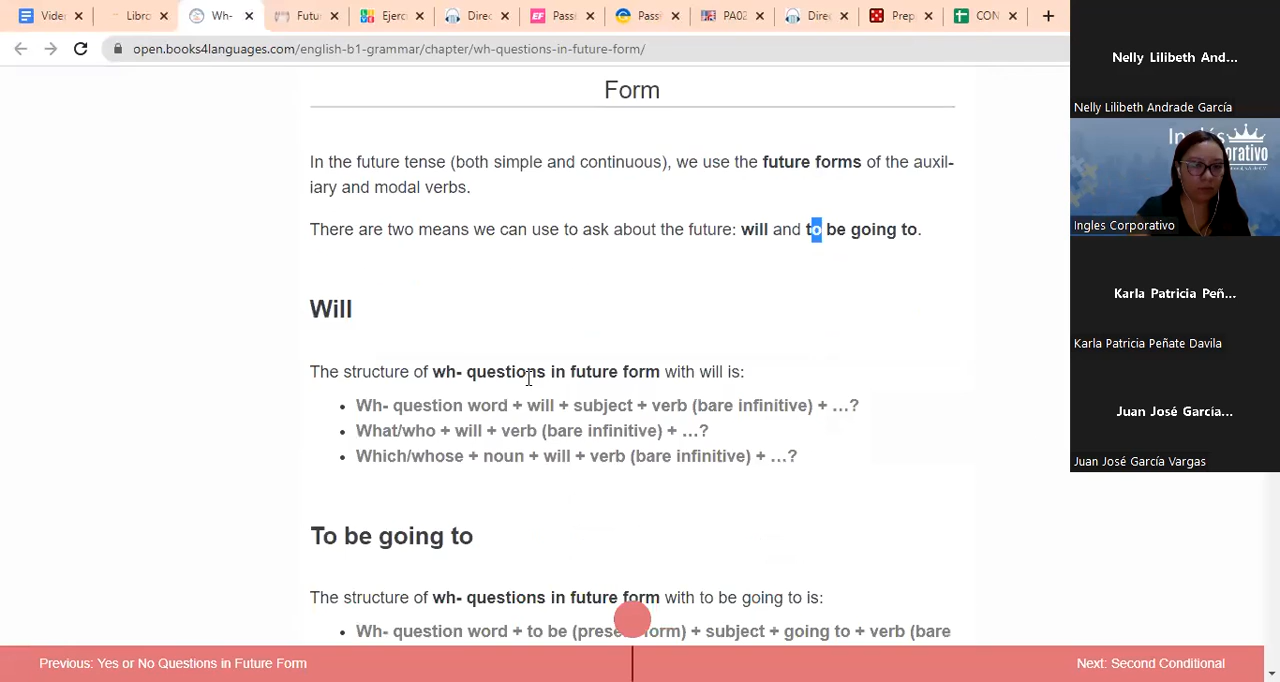 Vide
Libro
Wh-
Futu
Ejerc
Direc
Passi
Passi
PA02
Direc
Prep
CON
open.books4languages.com/english-b1-grammar/chapter/wh-questions-in-future-form/
Form
In the future tense (both simple and continuous), we use the future forms of the auxil-
iary and modal verbs.
There are two means we can use to ask about the future: will and to be going to.
Will
The structure of wh- questions in future form with will is:
• Wh- question word + will + subject + verb (bare infinitive) + …?
• What/who + will + verb (bare infinitive) + …?
• Which/whose + noun + will + verb (bare infinitive) + …?
To be going to
The structure of wh- questions in future form with to be going to is:
• Wh- question word + to be (present form) + subject + going to + verb (bare
Previous: Yes or No Questions in Future Form
Next: Second Conditional
Nelly Lilibeth And...
Nelly Lilibeth Andrade García
Inglés
orativo
Ingles Corporativo
Karla Patricia Peñ...
Karla Patricia Peñate Davila
Juan José García...
Juan José García Vargas